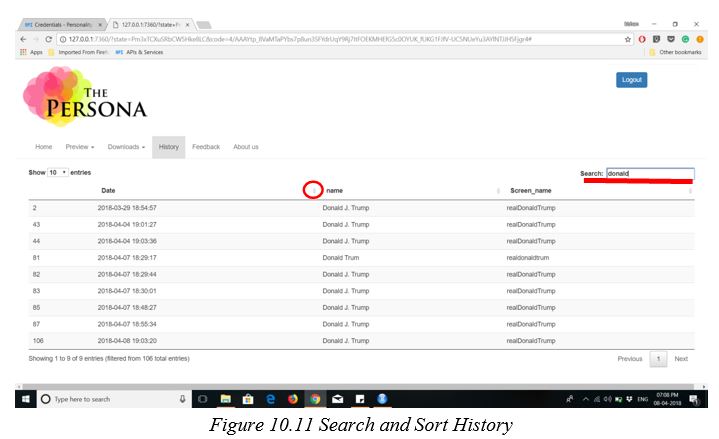 Credentials - Personality
127.0.0.1:7360/?state=Pr
127.0.0.1:7360/
Apps
Imported From Firefo
APIs & Services
Other bookmarks
THE
PERSONA
Logout
Home Preview Downloads History Feedback About us
Show 10 entries Search: donald
Date name Screen_name
2 2018-03-29 18:54:57 Donald J. Trump realDonaldTrump
43 2018-04-04 19:01:27 Donald J. Trump realDonaldTrump
44 2018-04-04 19:03:36 Donald J. Trump realDonaldTrump
81 2018-04-07 18:29:17 Donald Trum realdonaldtrum
82 2018-04-07 18:29:44 Donald J. Trump realDonaldTrump
83 2018-04-07 18:30:01 Donald J. Trump realDonaldTrump
85 2018-04-07 18:48:27 Donald J. Trump realDonaldTrump
87 2018-04-07 18:55:34 Donald J. Trump realDonaldTrump
106 2018-04-08 19:03:20 Donald J. Trump realDonaldTrump
Showing 1 to 9 of 9 entries (filtered from 106 total entries) Previous 1 Next
Type here to search
ENG
07:08 PM
08-04-2018
Figure 10.11 Search and Sort History